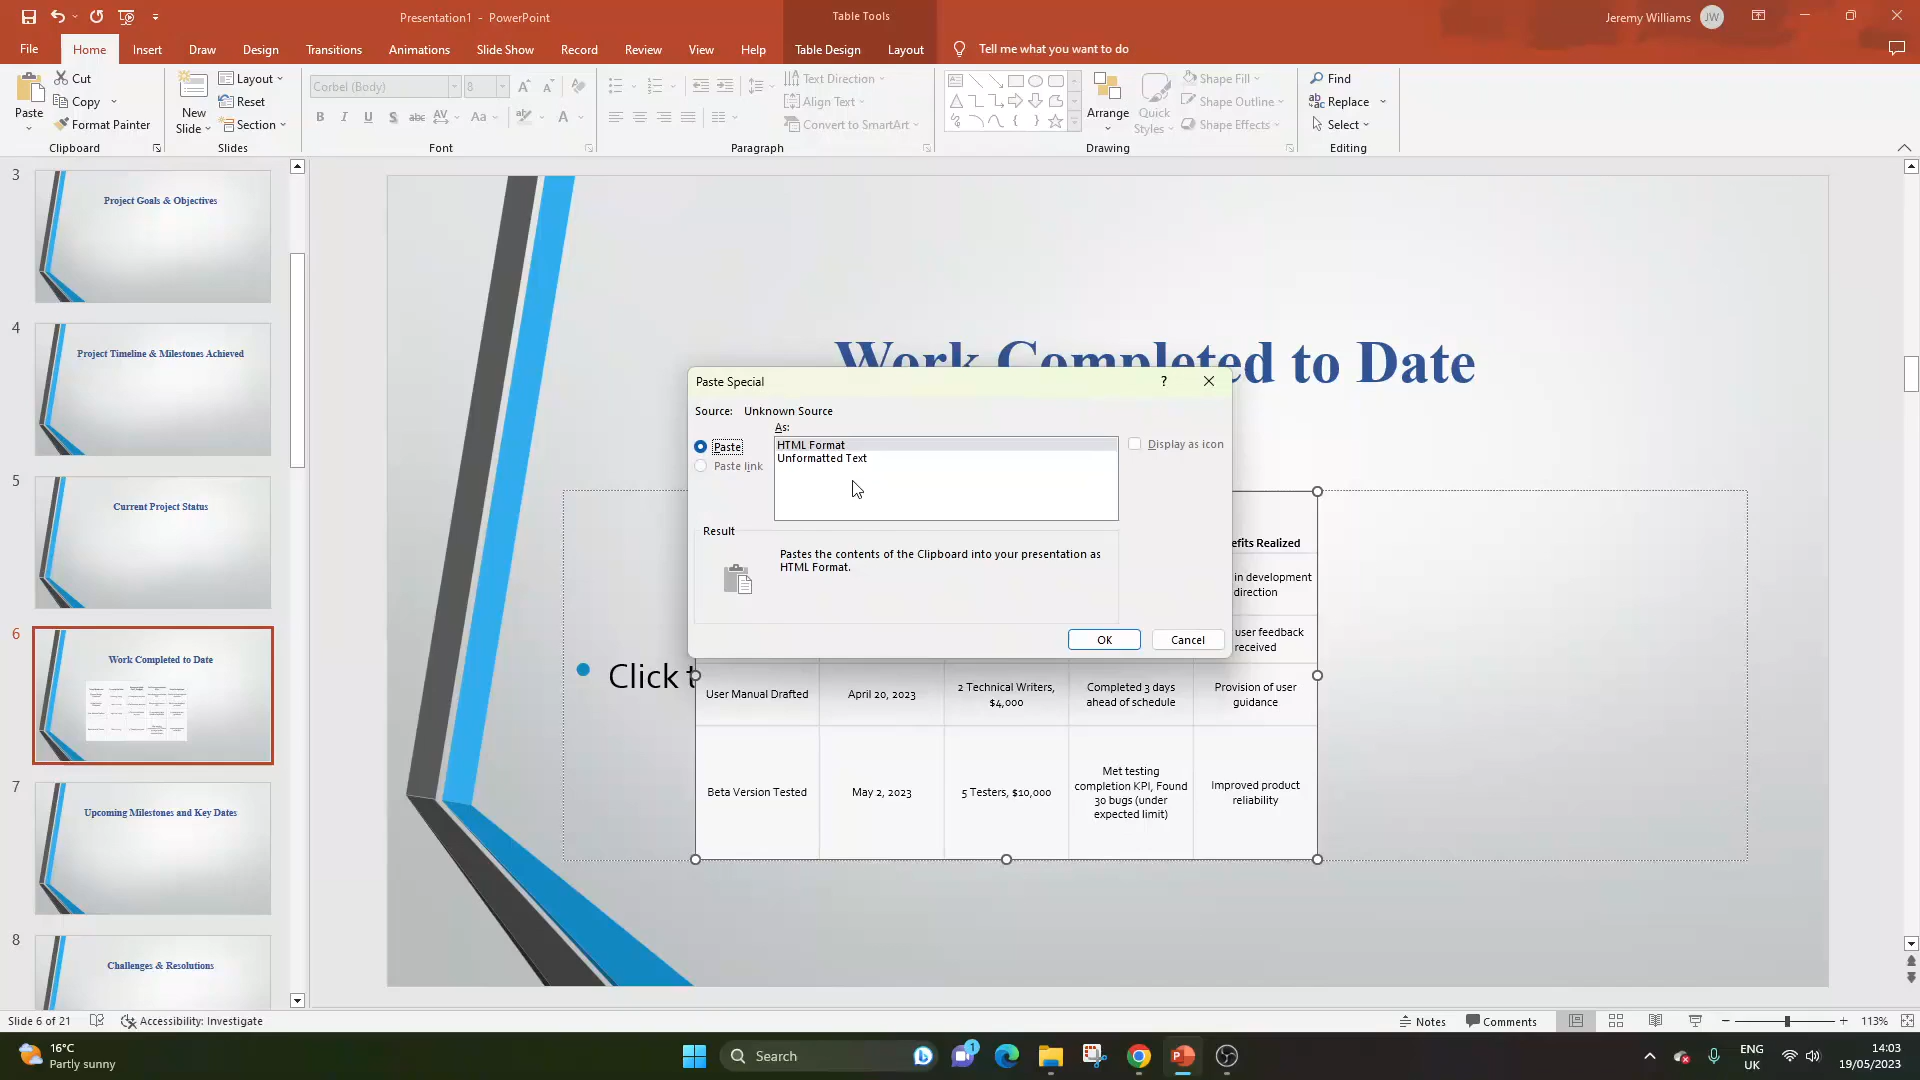 Presentation1 - PowerPoint
Table Tools
Jeremy Williams
JW
File
Home
Insert
Draw
Design
Transitions
Animations
Slide Show
Record
Review
View
Help
Table Design
Layout
Tell me what you want to do
Paste
Cut
Copy
Format Painter
Clipboard
New
Slide
Layout
Reset
Section
Slides
Corbel (Body)
8
Font
Text Direction
Align Text
Convert to SmartArt
Paragraph
Arrange
Quick
Styles
Shape Fill
Shape Outline
Shape Effects
Drawing
Find
Replace
Select
Editing
3
Project Goals & Objectives
4
Project Timeline & Milestones Achieved
5
Current Project Status
6
Work Completed to Date
7
Upcoming Milestones and Key Dates
8
Challenges & Resolutions
Work Completed to Date
Paste Special
?
Source: Unknown Source
As:
Paste
Paste link
HTML Format
Unformatted Text
Display as icon
Result
Pastes the contents of the Clipboard into your presentation as
HTML Format.
OK
Cancel
efits Realized
in development
direction
user feedback
received
Click t
User Manual Drafted
April 20, 2023
2 Technical Writers,
$4,000
Completed 3 days
ahead of schedule
Provision of user
guidance
Beta Version Tested
May 2, 2023
5 Testers, $10,000
Met testing
completion KPI, Found
30 bugs (under
expected limit)
Improved product
reliability
Slide 6 of 21
Accessibility: Investigate
Notes
Comments
113%
16°C
Partly sunny
Search
1
ENG
UK
14:03
19/05/2023